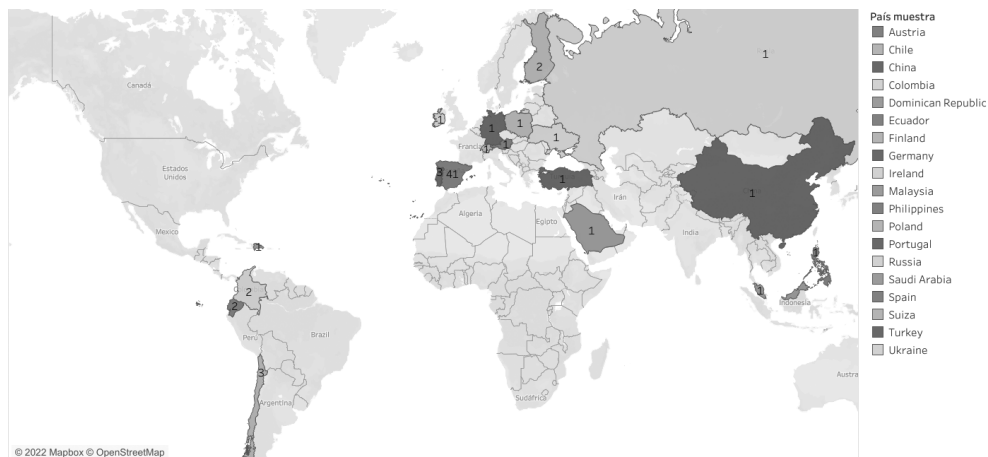 País muestra
Austria
Chile
China
Colombia
Dominican Republic
Ecuador
Finland
Germany
Ireland
Malaysia
Philippines
Poland
Portugal
Russia
Saudi Arabia
Spain
Suiza
Turkey
Ukraine
Canadá
Estados
Unidos
Mexico
Perú
Brazil
Argentina
Francia
Algeria
Egipto
Irán
India
Indonesia
Sudáfrica
Austra
1
2
1
1
1
1
1
1
3
41
1
1
1
1
2
2
1
1
3
© 2022 Mapbox © OpenStreetMap